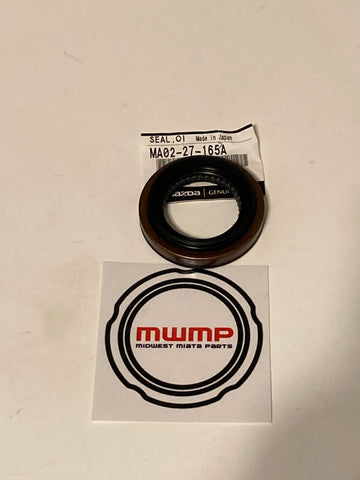 SEAL,OI Made in Japan
MA02-27-165A
mazda GENU
MWMP
MIDWEST MIATA PARTS